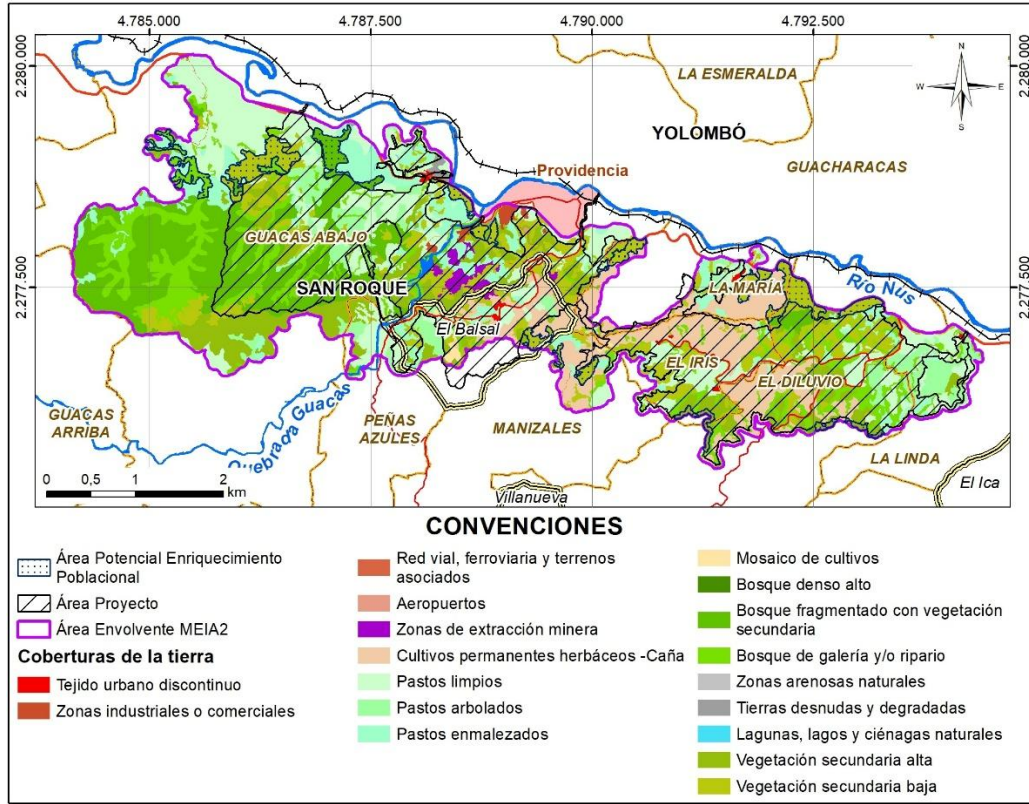 4.785.000 4.787.500 4.790.000 4.792.500
2.280.000 2.280.000
LA ESMERALDA
N
W E
S
YOLOMBÓ
GUACHARACAS
Providencia
GUACAS ABAJO
2.277.500 2.277.500
SAN ROQUE
LA MARÍA
Río Nus
El Balsal
EL IRIS
EL DILUVIO
GUACAS
ARRIBA
Quebrada Guacas
PEÑAS
AZULES
MANIZALES
LA LINDA
El Ica
Villanueva
0 0,5 1 2
km
CONVENCIONES
Área Potencial Enriquecimiento
Poblacional
Área Proyecto
Área Envolvente MEIA2
Coberturas de la tierra
Tejido urbano discontinuo
Zonas industriales o comerciales
Red vial, ferroviaria y terrenos
asociados
Aeropuertos
Zonas de extracción minera
Cultivos permanentes herbáceos -Caña
Pastos limpios
Pastos arbolados
Pastos enmalezados
Mosaico de cultivos
Bosque denso alto
Bosque fragmentado con vegetación
secundaria
Bosque de galería y/o ripario
Zonas arenosas naturales
Tierras desnudas y degradadas
Lagunas, lagos y ciénagas naturales
Vegetación secundaria alta
Vegetación secundaria baja